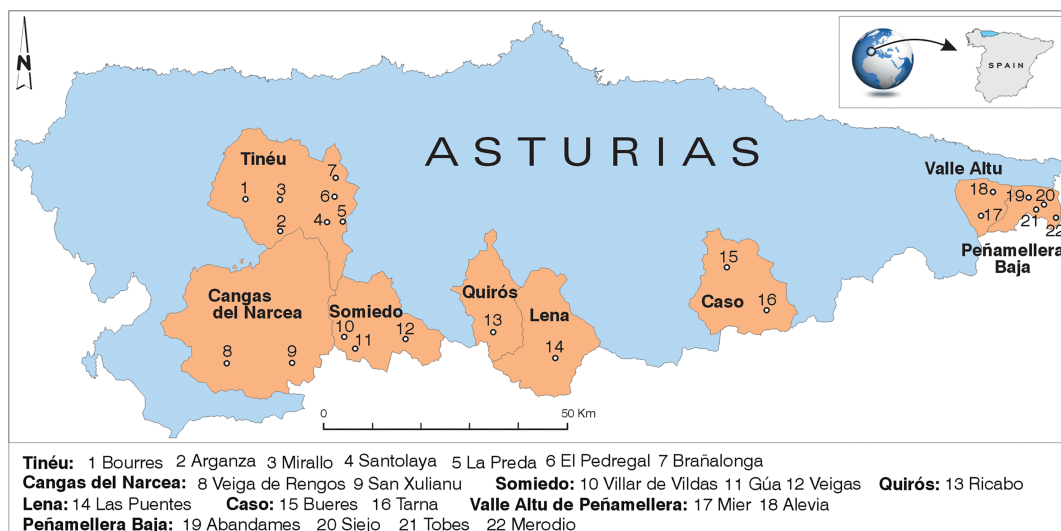 N
SPAIN
ASTURIAS
Tinéu
Valle Altu
7
1
3
6
18
19
20
2
4
5
17
21
22
Peñamellera
Baja
15
Cangas
del Narcea
Somiedo
Quirós
Lena
Caso
16
10
11
12
13
8
9
14
0
50 Km
Tinéu: 1 Bourres 2 Arganza 3 Mirallo 4 Santolaya 5 La Preda 6 El Pedregal 7 Brañalonga
Cangas del Narcea: 8 Veiga de Rengos 9 San Xulianu Somiedo: 10 Villar de Vildas 11 Gúa 12 Veigas Quirós: 13 Ricabo
Lena: 14 Las Puentes Caso: 15 Bueres 16 Tarna Valle Altu de Peñamellera: 17 Mier 18 Alevia
Peñamellera Baja: 19 Abandames 20 Siejo 21 Tobes 22 Merodio